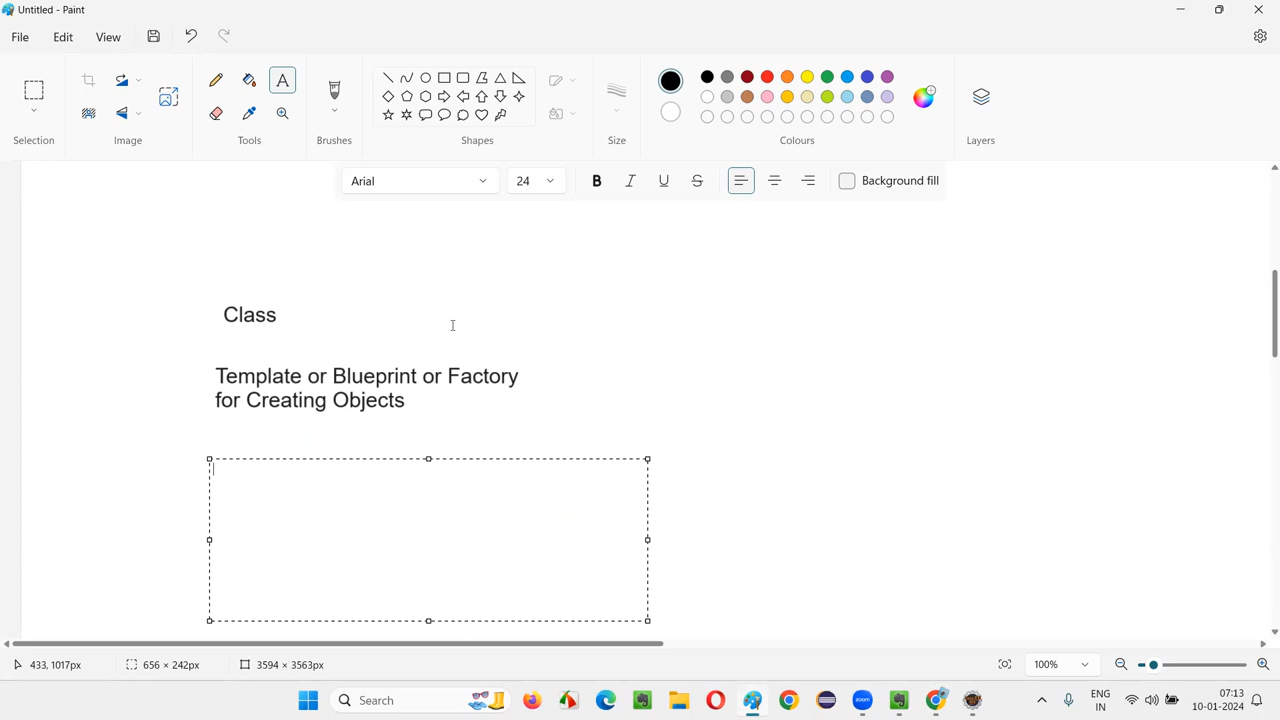 Untitled - Paint
File Edit View
Selection Image Tools Brushes Shapes Size Colours Layers
Arial 24 B I U S Background fill
Class
Template or Blueprint or Factory
for Creating Objects
433, 1017px 656 × 242px 3594 × 3563px 100%
Search ENG IN 07:13 10-01-2024